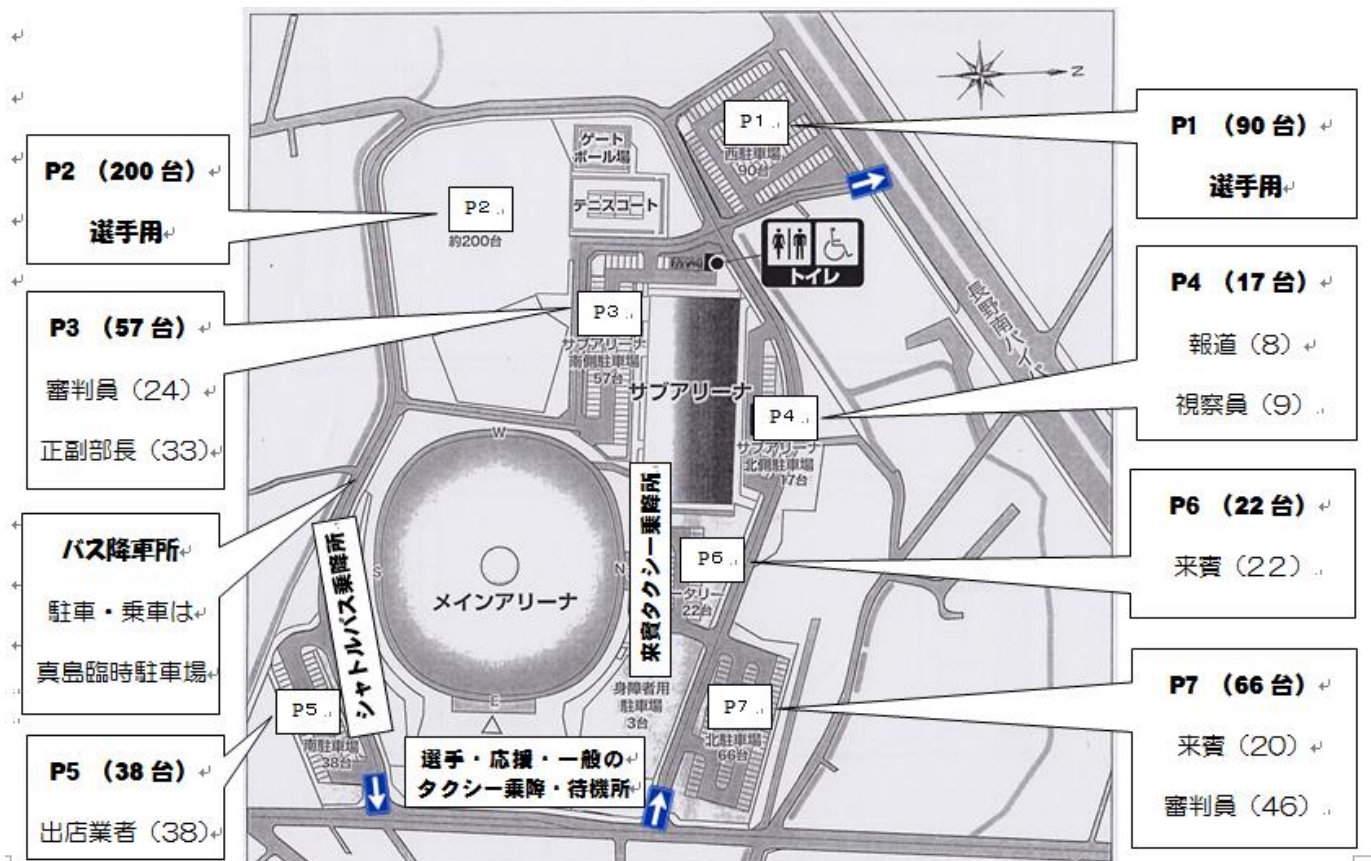 P2 （200 台）
選手用
P3 （57 台）
審判員（24）
正副部長（33）
バス降車所
駐車・乗車は
真島臨時駐車場
P5 （38 台）
出店業者（38）
P1
西駐車場
90台
ゲート
ボール場
テニスコート
P2
約200台
トイレ
N
長野南バイ
P3
サブアリーナ
南側駐車場
57台
サブアリーナ
P4
サブアリーナ
北側駐車場
17台
W
S
N
E
メインアリーナ
シャトルバス乗降所
来賓タクシー乗降所
P6
ータリー
22台
身障者用
駐車場
3台
P7
北駐車場
66台
P5
南駐車場
38台
選手・応援・一般の
タクシー乗降・待機所
P1 （90 台）
選手用
P4 （17 台）
報道（8）
視察員（9）
P6 （22 台）
来賓（22）
P7 （66 台）
来賓（20）
審判員（46）